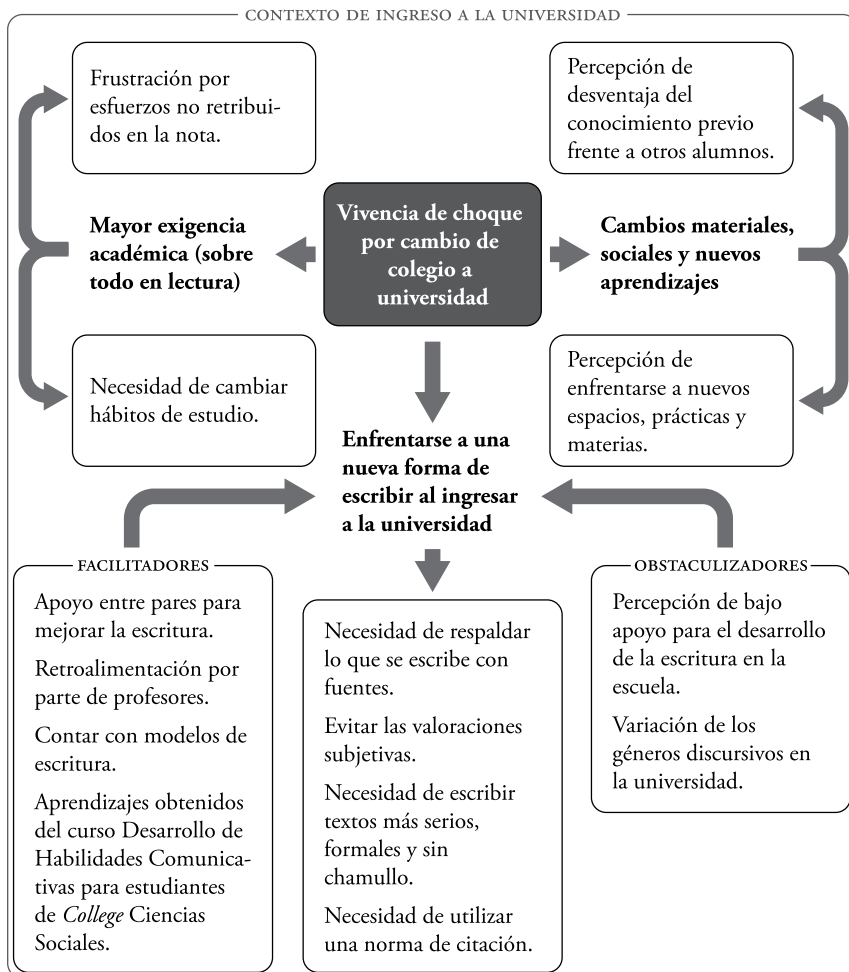 CONTEXTO DE INGRESO A LA UNIVERSIDAD
Frustración por
esfuerzos no retribui-
dos en la nota.
Percepción de
desventaja del
conocimiento previo
frente a otros alumnos.
Mayor exigencia
académica (sobre
todo en lectura)
Vivencia de choque
por cambio de
colegio a
universidad
Cambios materiales,
sociales y nuevos
aprendizajes
Necesidad de cambiar
hábitos de estudio.
Percepción de
enfrentarse a nuevos
espacios, prácticas y
materias.
Enfrentarse a una
nueva forma de
escribir al ingresar
a la universidad
FACILITADORES
Apoyo entre pares para
mejorar la escritura.
Retroalimentación por
parte de profesores.
Contar con modelos de
escritura.
Aprendizajes obtenidos
del curso Desarrollo de
Habilidades Comunica-
tivas para estudiantes
de College Ciencias
Sociales.
Necesidad de respaldar
lo que se escribe con
fuentes.
Evitar las valoraciones
subjetivas.
Necesidad de escribir
textos más serios,
formales y sin
chamullo.
Necesidad de utilizar
una norma de citación.
OBSTACULIZADORES
Percepción de bajo
apoyo para el desarrollo
de la escritura en la
escuela.
Variación de los
géneros discursivos en
la universidad.